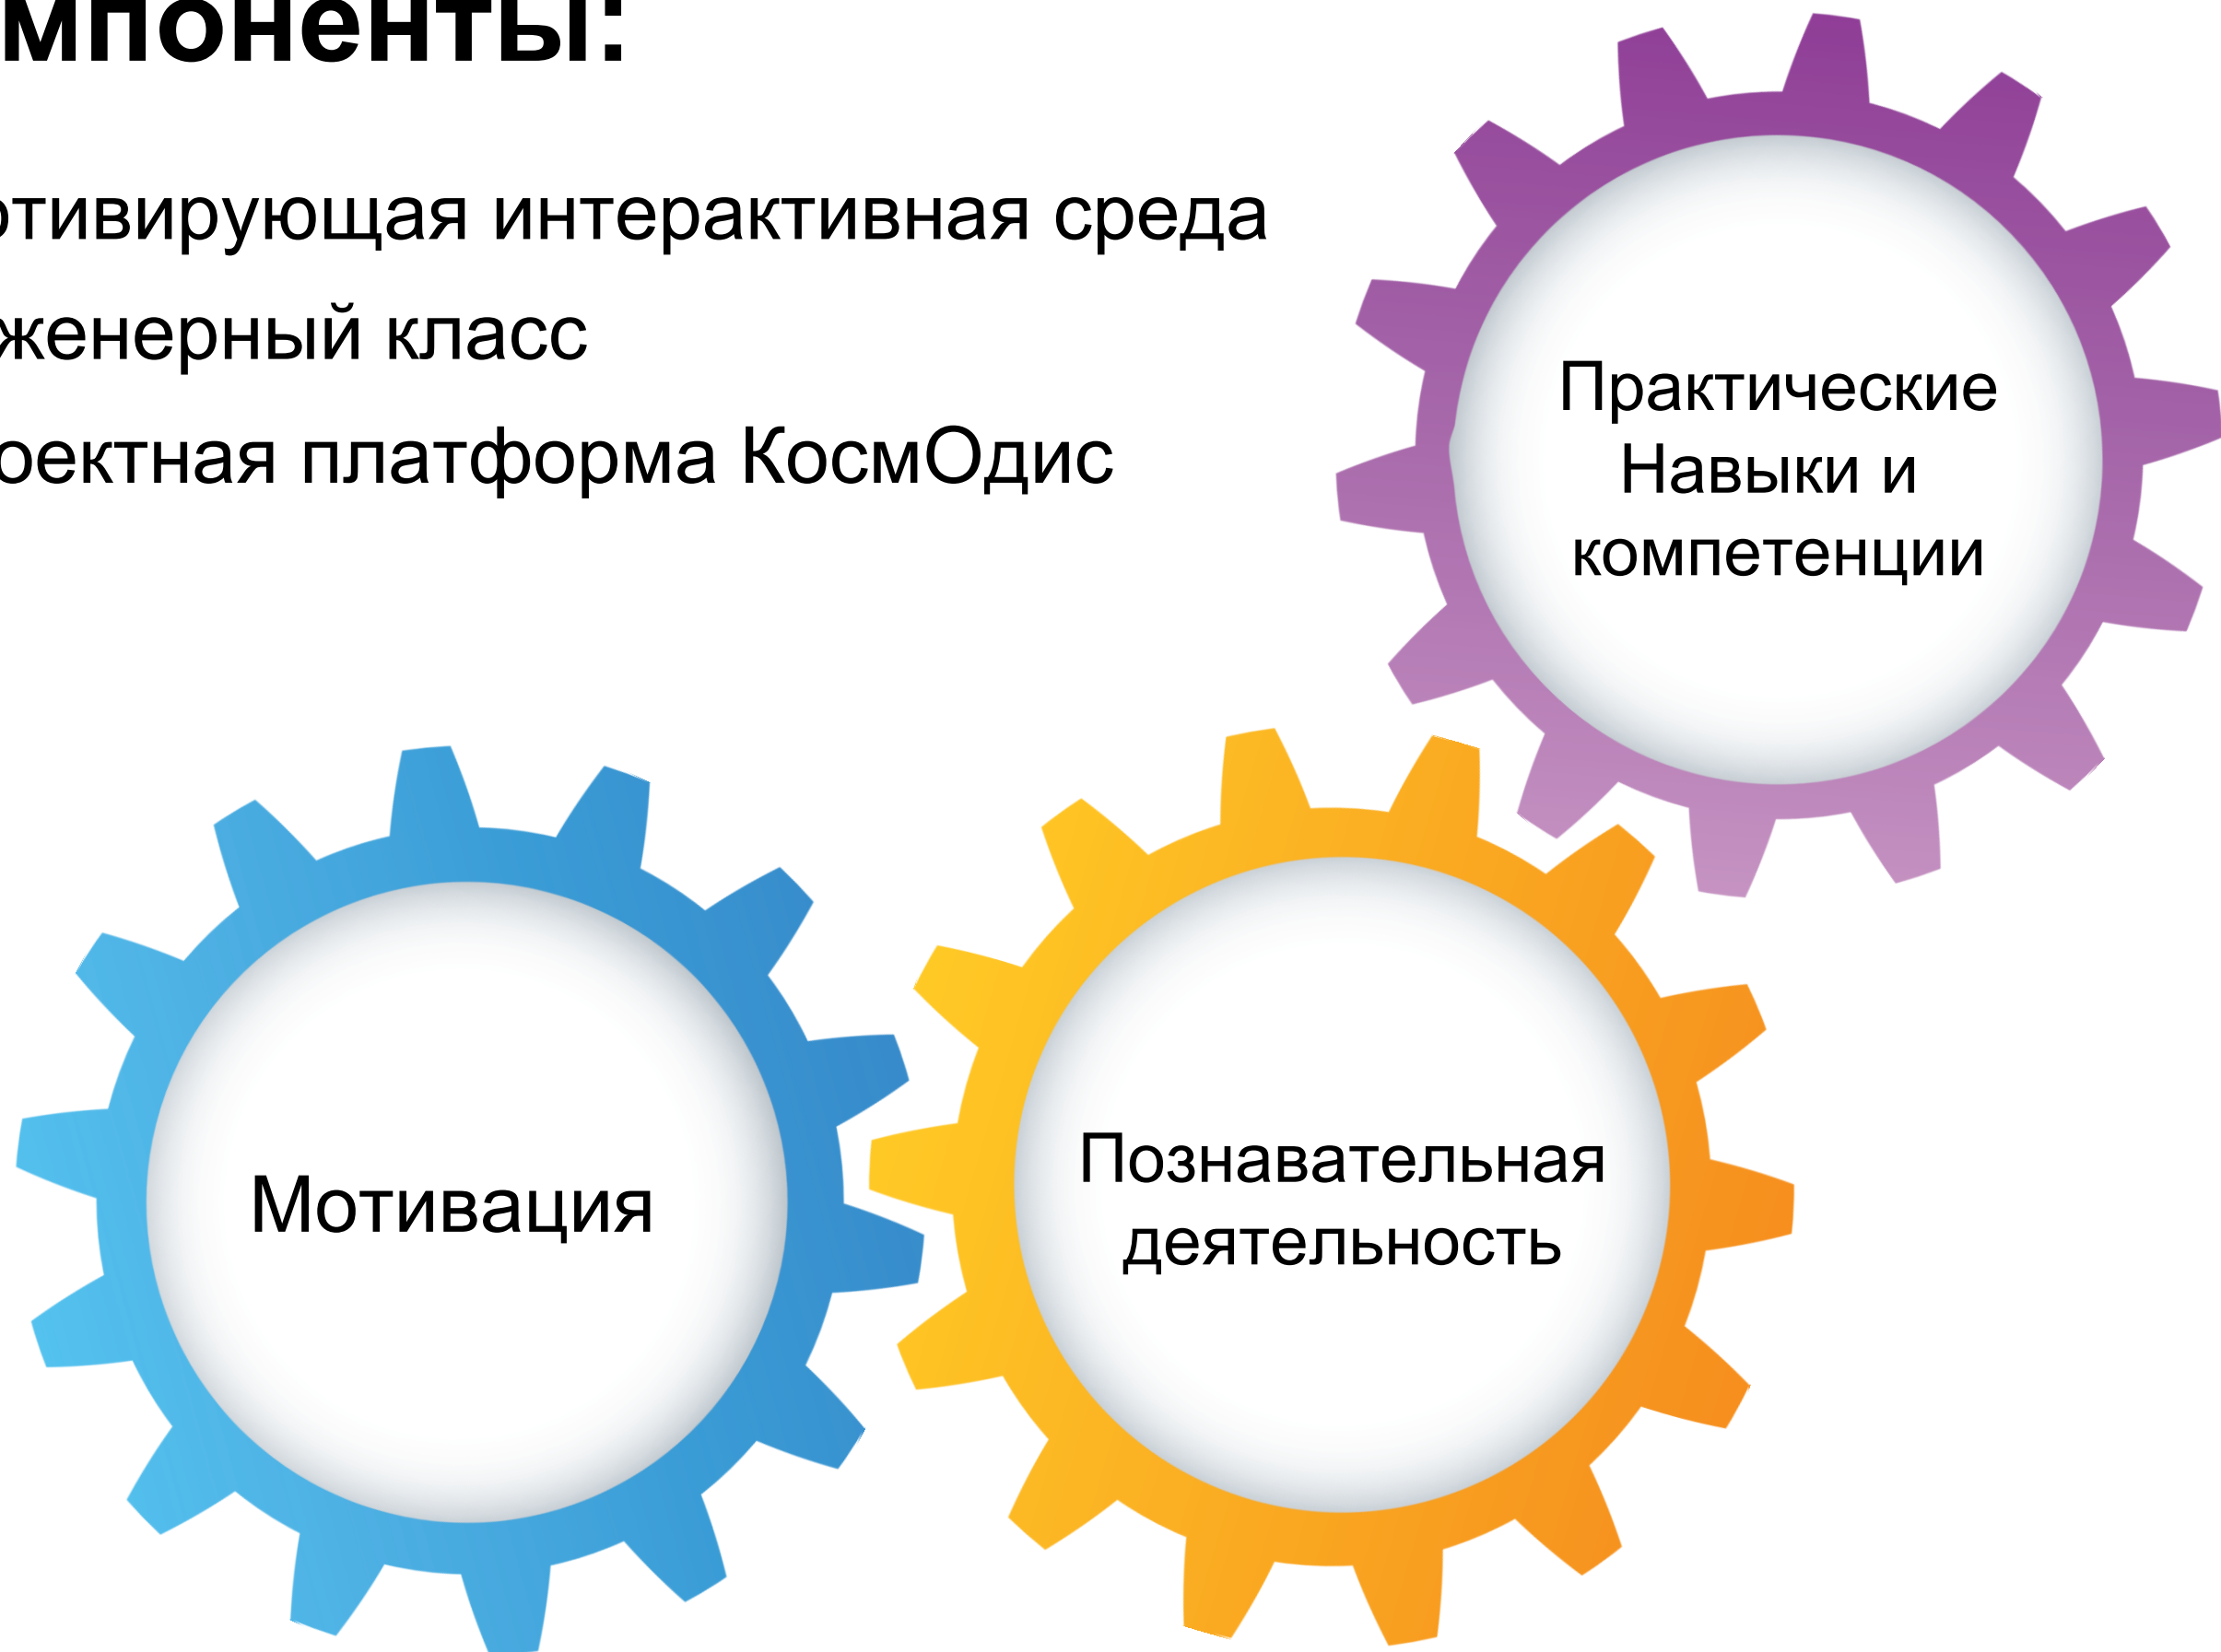 мпоненты:
отивирующая интерактивная среда
женерный класс
оектная платформа КосмОдис
Практические
Навыки и
компетенции
Мотивация
Познавательная
деятельность